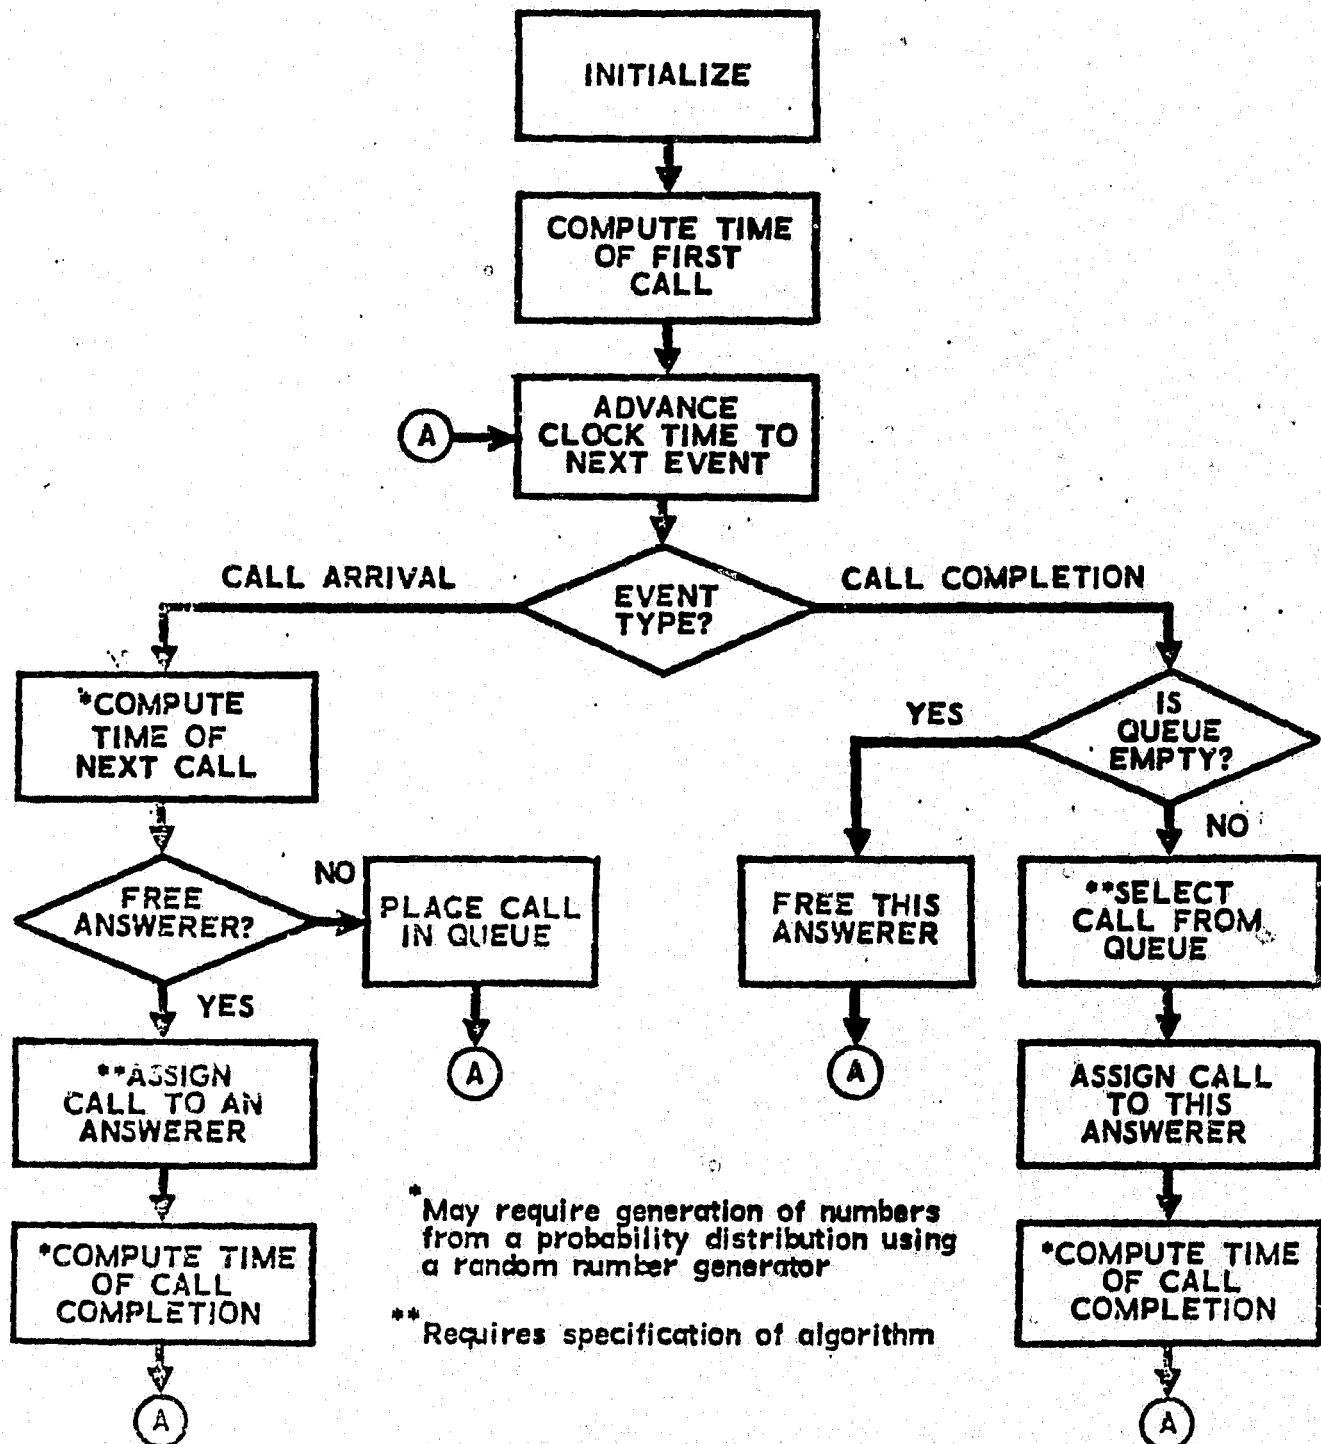 INITIALIZE
COMPUTE TIME
OF FIRST
CALL
A
ADVANCE
CLOCK TIME TO
NEXT EVENT
CALL ARRIVAL
EVENT
TYPE?
CALL COMPLETION
*COMPUTE
TIME OF
NEXT CALL
YES
IS
QUEUE
EMPTY?
NO
FREE
ANSWERER?
NO
PLACE CALL
IN QUEUE
FREE THIS
ANSWERER
**SELECT
CALL FROM
QUEUE
YES
**ASSIGN
CALL TO AN
ANSWERER
A
A
ASSIGN CALL
TO THIS
ANSWERER
*COMPUTE TIME
OF CALL
COMPLETION
*May require generation of numbers
from a probability distribution using
a random number generator
**Requires specification of algorithm
*COMPUTE TIME
OF CALL
COMPLETION
A
A